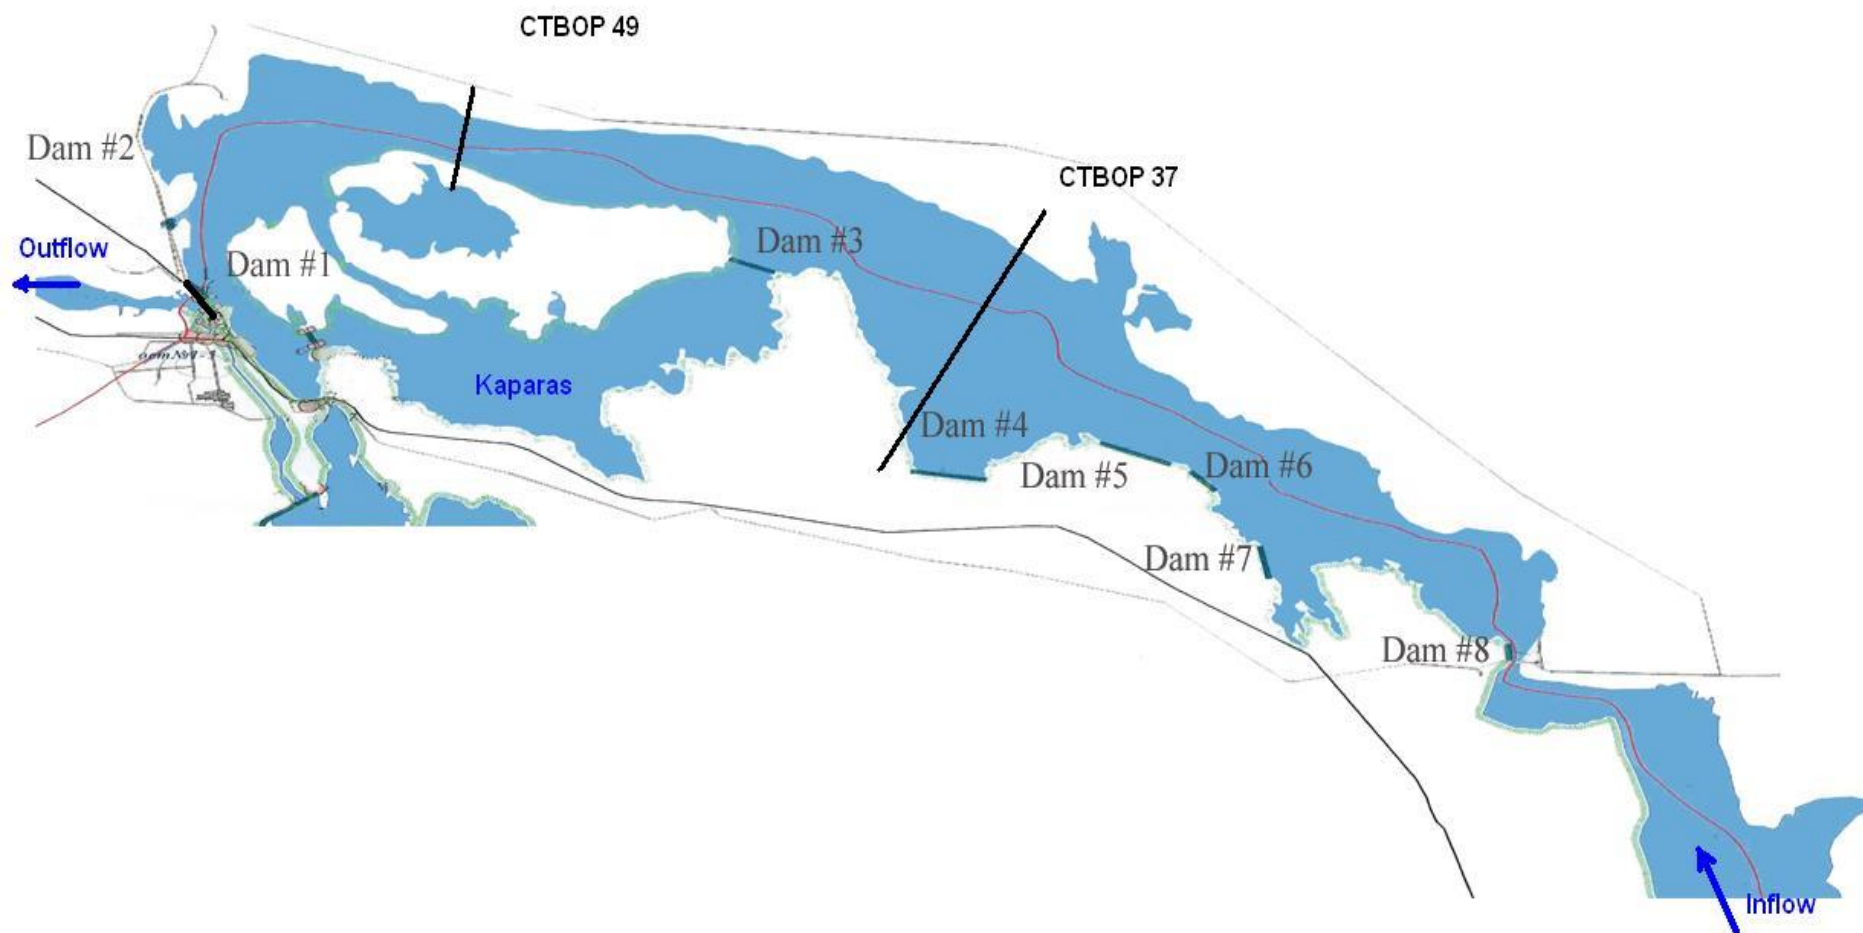 СТВОР 49
СТВОР 37
Dam #2
Dam #3
Outflow
Dam #1
Kaparas
Dam #4
Dam #5
Dam #6
Dam #7
Dam #8
Inflow